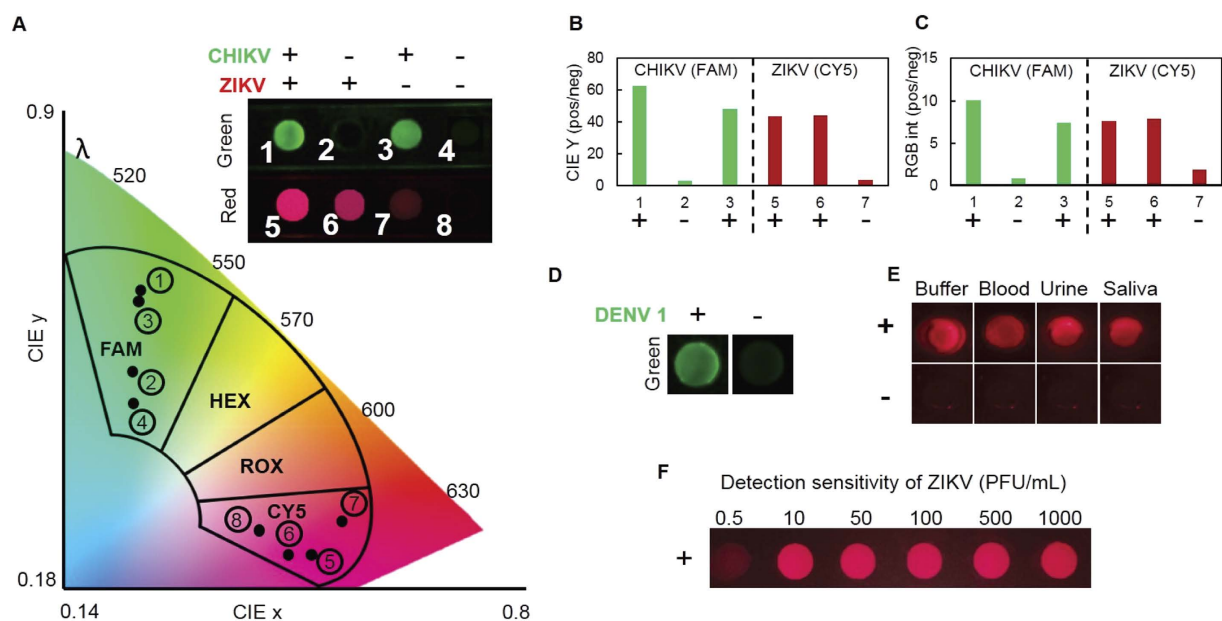 A
CHIKV + - + -
ZIKV + + - -
Green 1 2 3 4
Red 5 6 7 8
0.9
λ
520
550
570
600
630
1
3
FAM
2
4
HEX
ROX
CY5
7
8
6
5
CIE y
0.18
0.14
CIE x
0.8
B
CIE Y (pos/neg)
80
60
40
20
0
CHIKV (FAM) ZIKV (CY5)
1 2 3 5 6 7
+ - + + + -
C
RGB int (pos/neg)
15
10
5
0
CHIKV (FAM) ZIKV (CY5)
1 2 3 5 6 7
+ - + + + -
D
DENV 1 + -
Green
E
Buffer Blood Urine Saliva
+
-
F
Detection sensitivity of ZIKV (PFU/mL)
0.5 10 50 100 500 1000
+